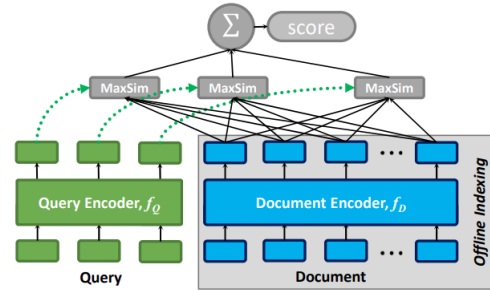 Σ
score
MaxSim MaxSim MaxSim
Query Encoder, f_Q
Document Encoder, f_D
Query
Document
Offline Indexing